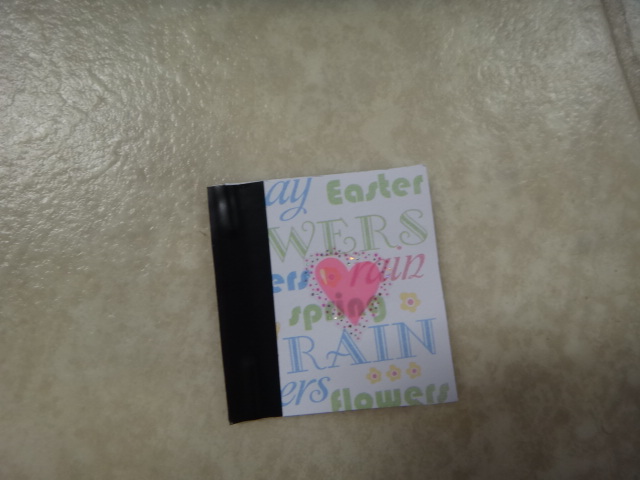 ay Easter
WERS
ers rain
spring
RAIN
ers
flowers